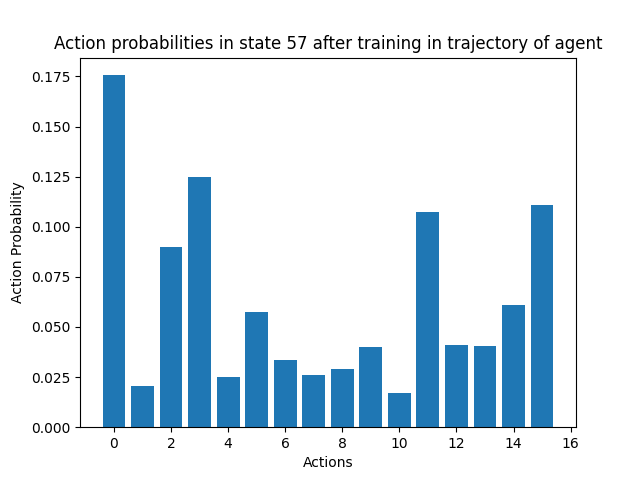 Action probabilities in state 57 after training in trajectory of agent
0.175
0.150
0.125
0.100
0.075
0.050
0.025
0.000
Action Probability
0 2 4 6 8 10 12 14 16
Actions